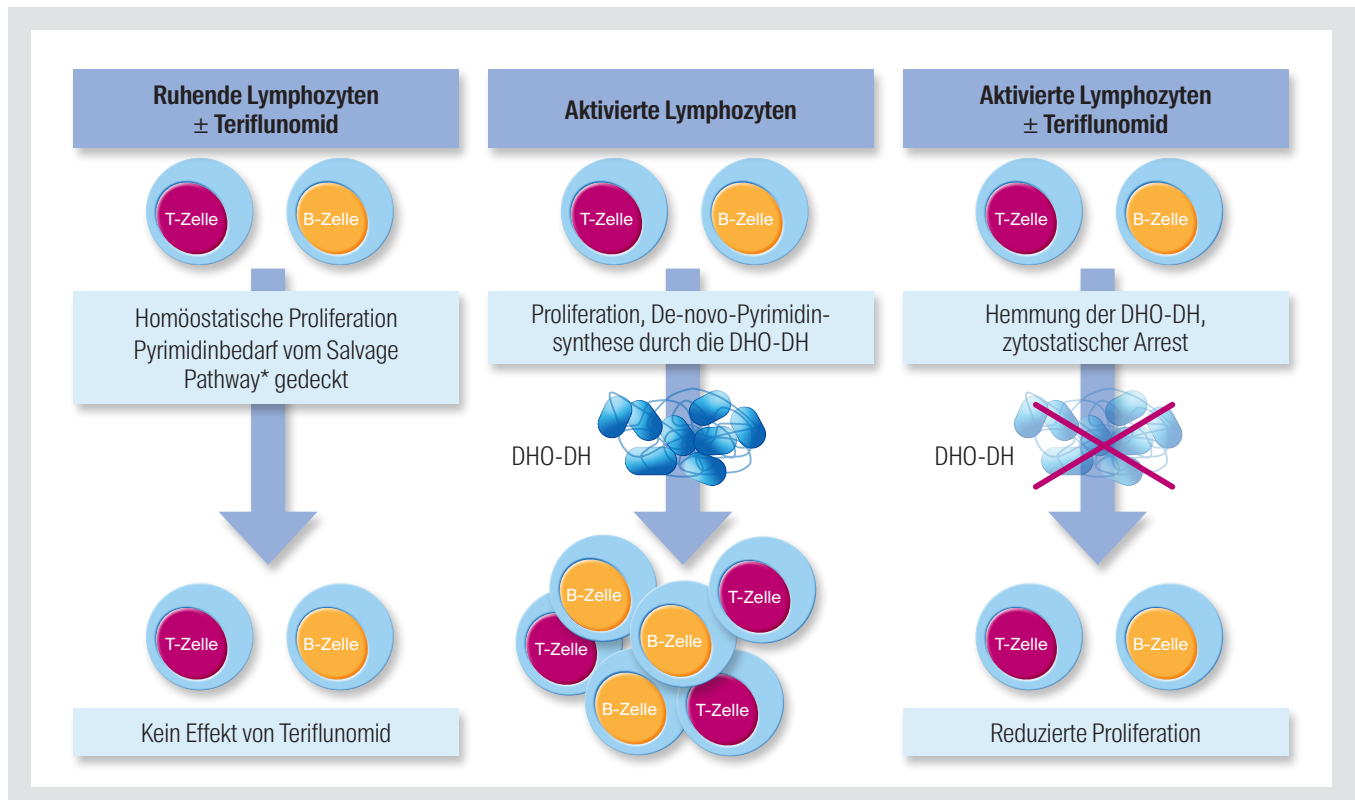 Ruhende Lymphozyten
± Teriflunomid
T-Zelle
B-Zelle
Homöostatische Proliferation
Pyrimidinbedarf vom Salvage
Pathway* gedeckt
T-Zelle
B-Zelle
Kein Effekt von Teriflunomid
Aktivierte Lymphozyten
T-Zelle
B-Zelle
Proliferation, De-novo-Pyrimidin-
synthese durch die DHO-DH
DHO-DH
B-Zelle
T-Zelle
T-Zelle
B-Zelle
B-Zelle
T-Zelle
Aktivierte Lymphozyten
± Teriflunomid
T-Zelle
B-Zelle
Hemmung der DHO-DH,
zytostatischer Arrest
DHO-DH
T-Zelle
B-Zelle
Reduzierte Proliferation